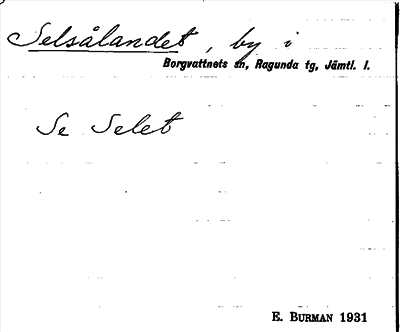 Selsålandet, by i
Borgvattnets sn, Ragunda tg, Jämtl. l.
Se Selet
E. BURMAN 1931